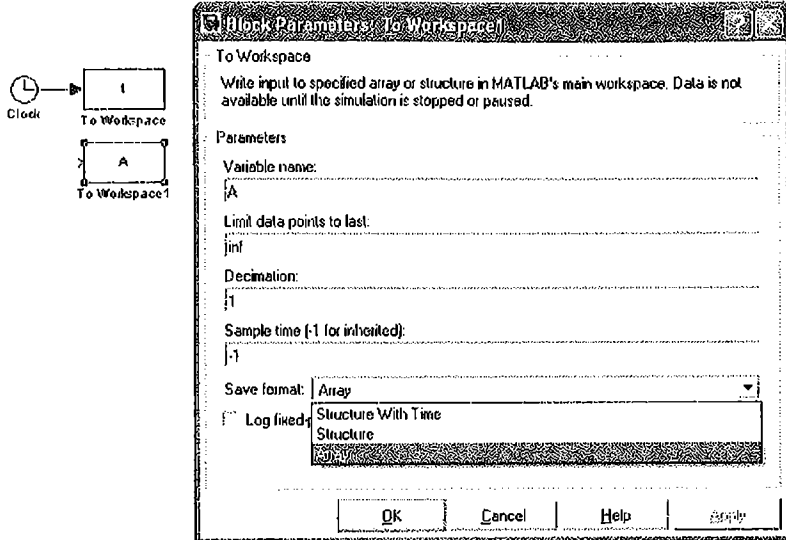 Block Parameters: To Workspace1
To Workspace
Write input to specified array or structure in MATLAB's main workspace. Data is not
available until the simulation is stopped or paused.
Parameters
Variable name:
A
Limit data points to last:
inf
Decimation:
1
Sample time (-1 for inherited):
-1
Save format: Array
Structure With Time
Structure
Array
Log fixed-
OK Cancel Help Apply
Clock
t
To Workspace
A
To Workspace1